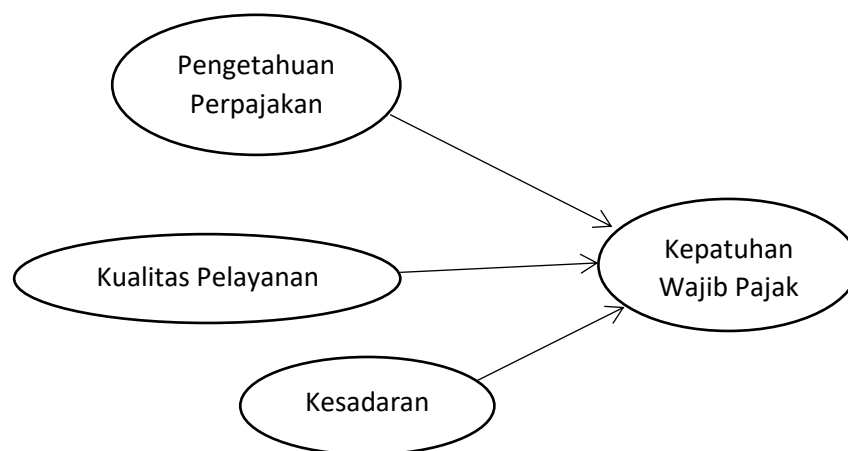 Pengetahuan
Perpajakan
Kualitas Pelayanan
Kepatuhan
Wajib Pajak
Kesadaran